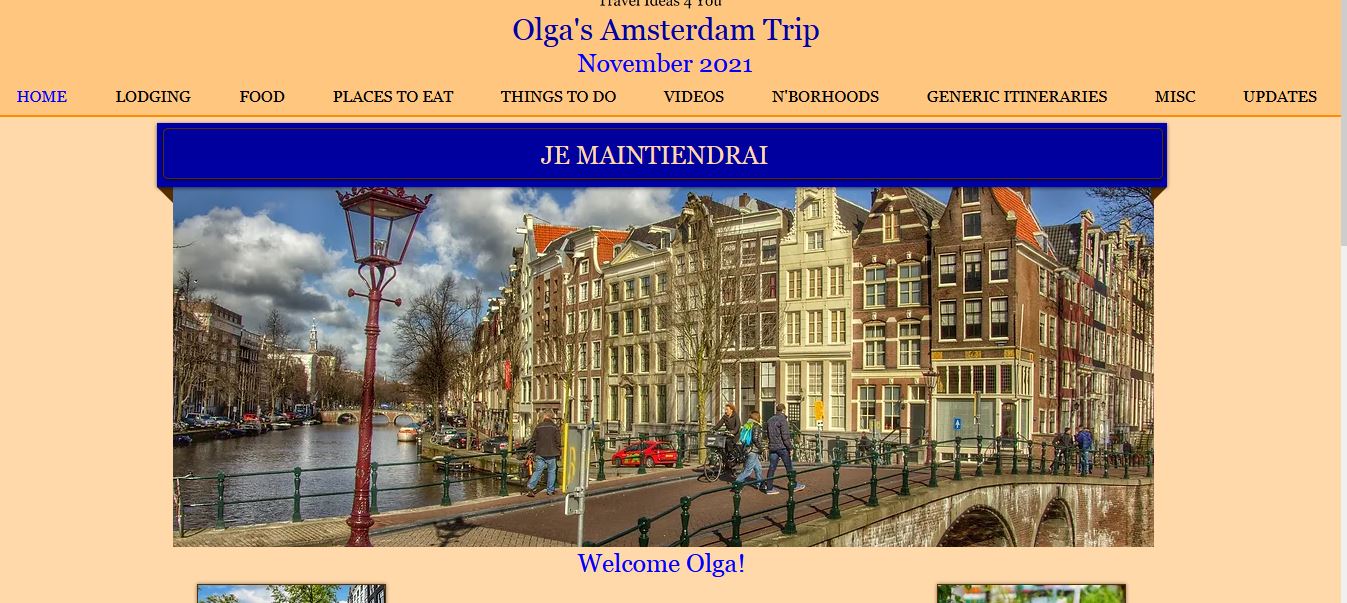 Travel Ideas 4 You
Olga's Amsterdam Trip
November 2021
HOME LODGING FOOD PLACES TO EAT THINGS TO DO VIDEOS N'BORHOODS GENERIC ITINERARIES MISC UPDATES
JE MAINTIENDRAI
Welcome Olga!